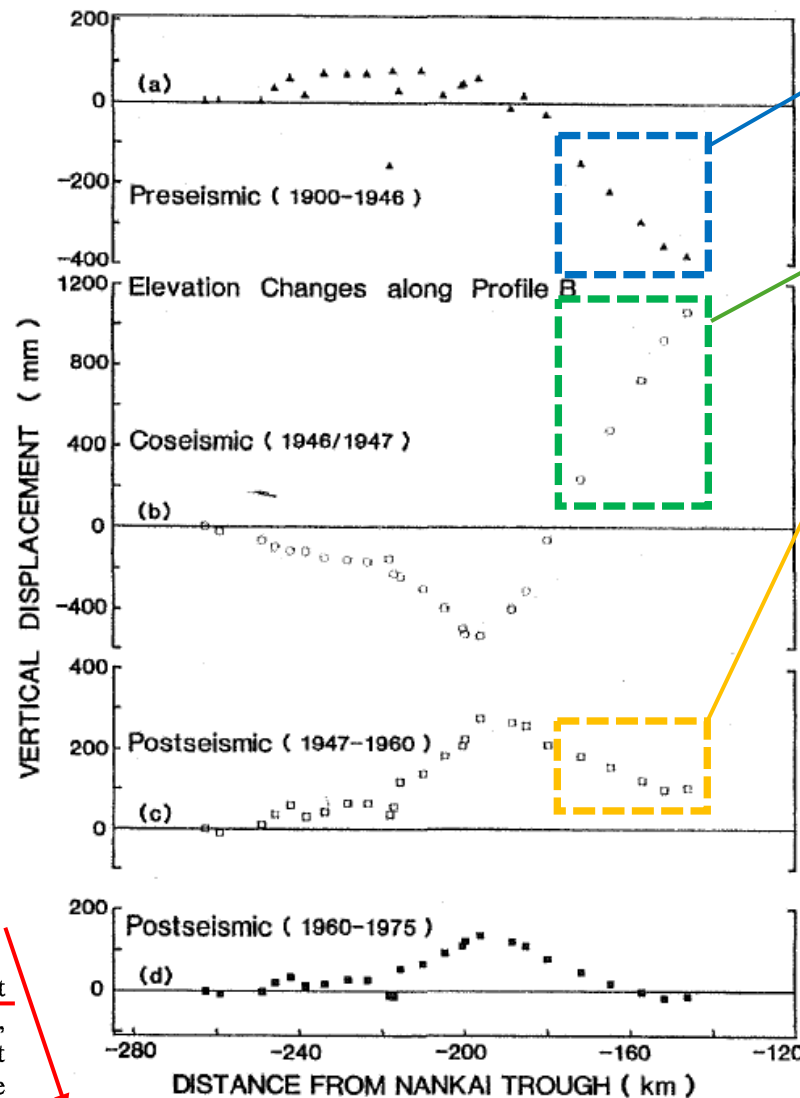 200
(a)
0
-200
Preseismic ( 1900-1946 )
-400
1200
Elevation Changes along Profile B
800
Coseismic ( 1946/1947 )
400
(b)
0
-400
400
Postseismic ( 1947-1960 )
200
(c)
0
200
Postseismic ( 1960-1975 )
(d)
0
-280 -240 -200 -160 -120
VERTICAL DISPLACEMENT ( mm )
DISTANCE FROM NANKAI TROUGH ( km )